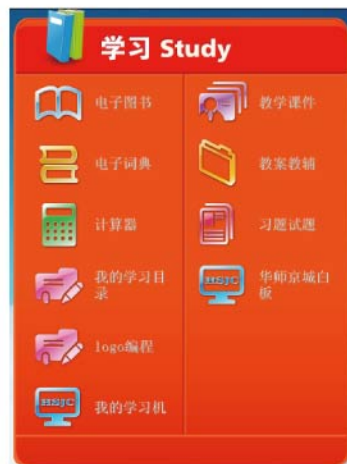 学习 Study
电子图书
电子词典
计算器
我的学习目
录
logo编程
HSJC
我的学习机
教学课件
教案教辅
习题试题
HSJC
华师京城白
板